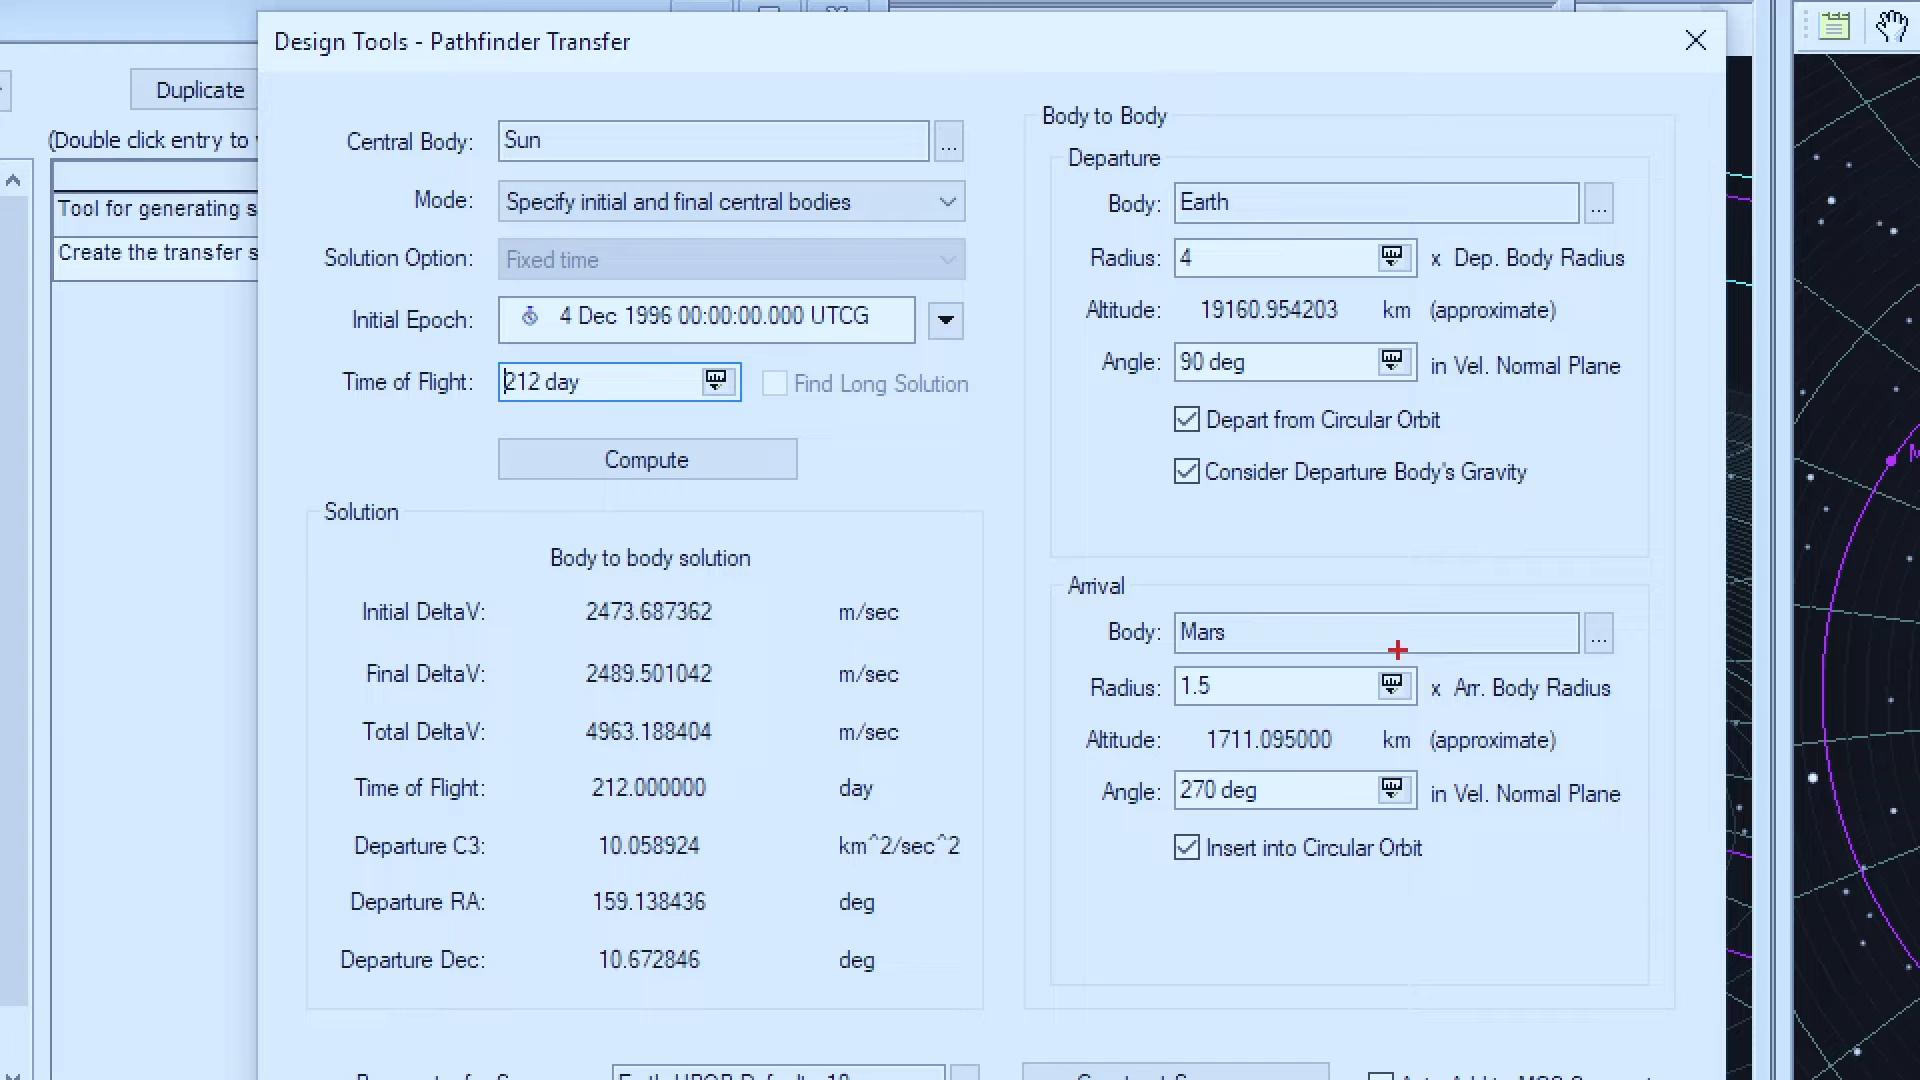 Design Tools - Pathfinder Transfer
Duplicate
(Double click entry to
Tool for generating s
Create the transfer s
Central Body: Sun ...
Mode: Specify initial and final central bodies
Solution Option: Fixed time
Initial Epoch: 4 Dec 1996 00:00:00.000 UTCG
Time of Flight: 212 day Find Long Solution
Compute
Solution
Body to body solution
Initial DeltaV: 2473.687362 m/sec
Final DeltaV: 2489.501042 m/sec
Total DeltaV: 4963.188404 m/sec
Time of Flight: 212.000000 day
Departure C3: 10.058924 km^2/sec^2
Departure RA: 159.138436 deg
Departure Dec: 10.672846 deg
Body to Body
Departure
Body: Earth ...
Radius: 4 x Dep. Body Radius
Altitude: 19160.954203 km (approximate)
Angle: 90 deg in Vel. Normal Plane
Depart from Circular Orbit
Consider Departure Body's Gravity
Arrival
Body: Mars ...
Radius: 1.5 x Arr. Body Radius
Altitude: 1711.095000 km (approximate)
Angle: 270 deg in Vel. Normal Plane
Insert into Circular Orbit